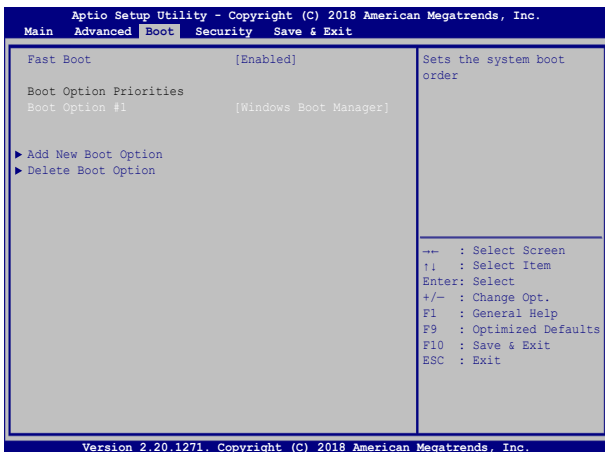 Aptio Setup Utility - Copyright (C) 2018 American Megatrends, Inc.
Main Advanced Boot Security Save & Exit
Fast Boot [Enabled]
Boot Option Priorities
Boot Option #1 [Windows Boot Manager]
▶ Add New Boot Option
▶ Delete Boot Option
Sets the system boot
order
→← : Select Screen
↑↓ : Select Item
Enter: Select
+/— : Change Opt.
F1 : General Help
F9 : Optimized Defaults
F10 : Save & Exit
ESC : Exit
Version 2.20.1271. Copyright (C) 2018 American Megatrends, Inc.